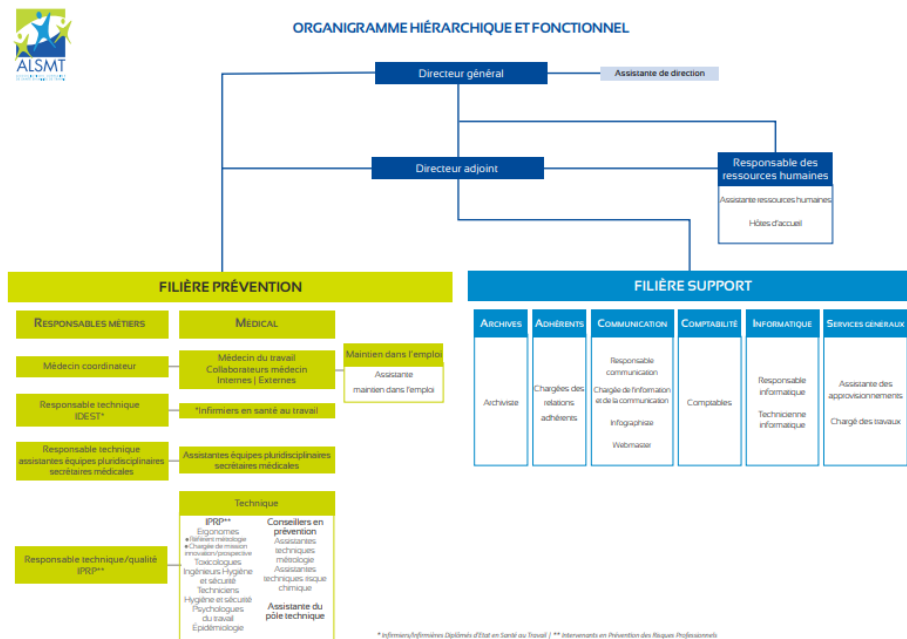 ALSMT
ORGANIGRAMME HIÉRARCHIQUE ET FONCTIONNEL
Directeur général
Assistante de direction
Directeur adjoint
Responsable des
ressources humaines
Assistante ressources humaines
Hôtes d'accueil
FILIÈRE PRÉVENTION
RESPONSABLES MÉTIERS
MÉDICAL
Médecin coordinateur
Médecin du travail
Collaborateurs médecin
Internes | Externes
Maintien dans l'emploi
Assistante
maintien dans l'emploi
Responsable technique
IDEST*
*Infirmiers en santé au travail
Responsable technique
assistantes équipes pluridisciplinaires
secrétaires médicales
Assistantes équipes pluridisciplinaires
secrétaires médicales
Responsable technique/qualité
IPRP**
Technique
IPRP**
Ergonomes
• Référent métrologie
• Chargée de mission
innovation/prospective
Toxicologues
Ingénieurs Hygiène
et sécurité
Techniciens
Hygiène et sécurité
Psychologues
du travail
Épidémiologie
Conseillers en
prévention
Assistantes
techniques
métrologie
Assistantes
techniques risque
chimique
Assistante du
pôle technique
FILIÈRE SUPPORT
ARCHIVES
Archiviste
ADHÉRENTS
Chargées des
relations
adhérents
COMMUNICATION
Responsable
communication
Chargée de l'information
et de la communication
Infographiste
Webmaster
COMPTABILITÉ
Comptables
INFORMATIQUE
Responsable
informatique
Technicienne
informatique
SERVICES GÉNÉRAUX
Assistante des
approvisionnements
Chargé des travaux
* Infirmiers/Infirmières Diplômés d'Etat en Santé au Travail | ** Intervenants en Prévention des Risques Professionnels